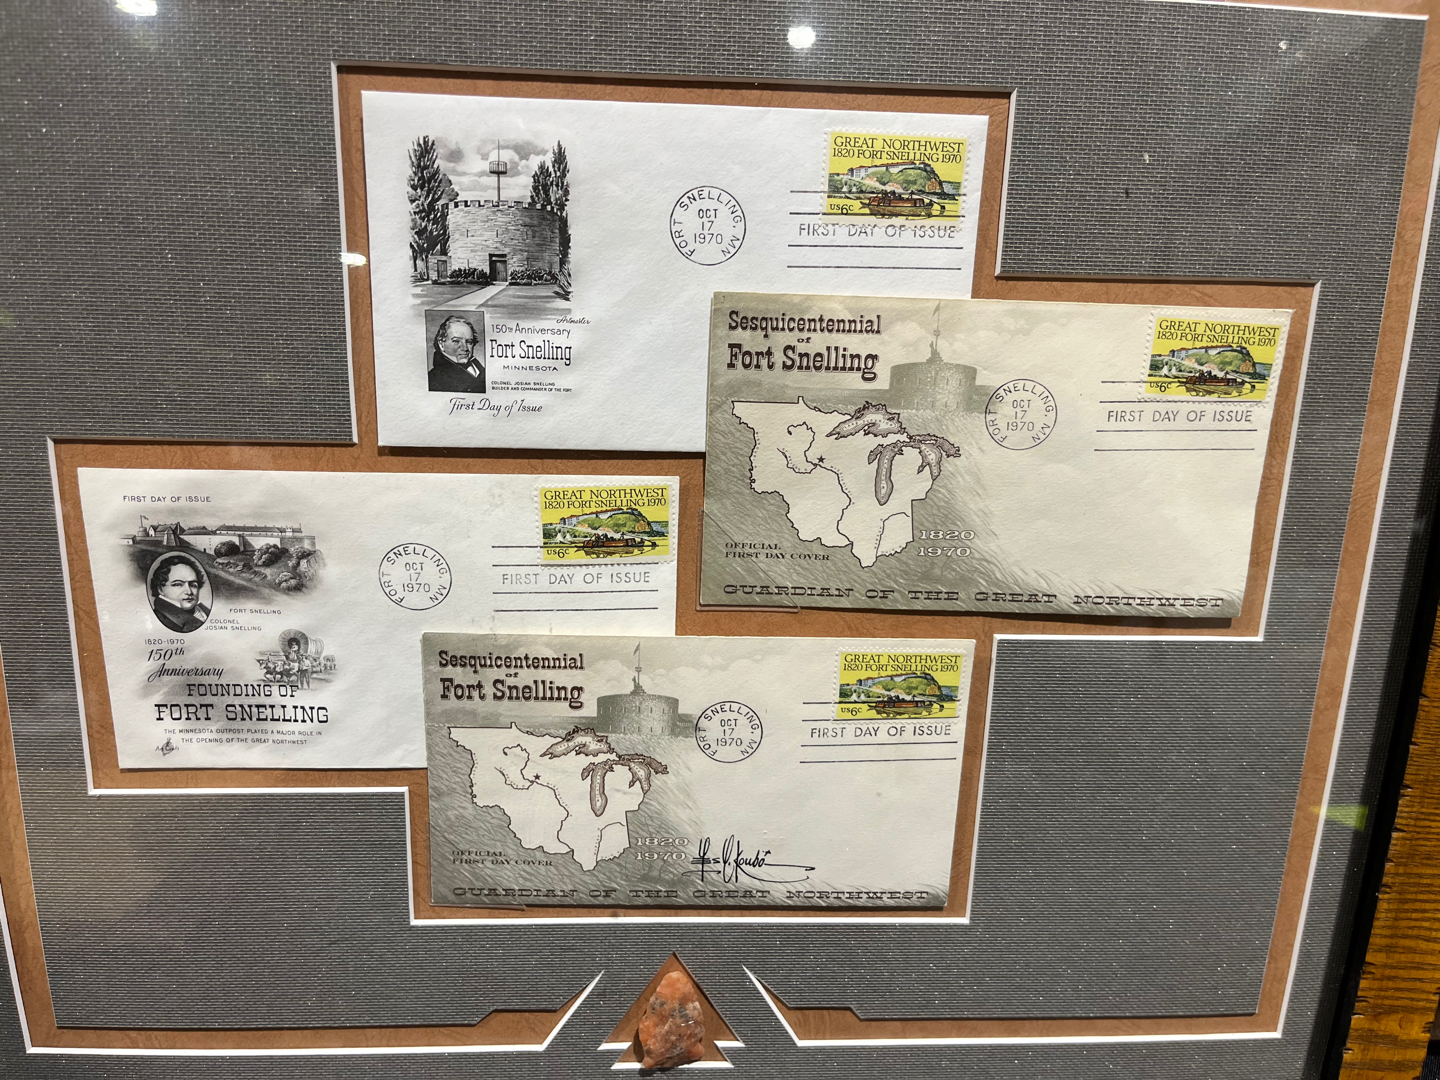 Artmaster
150TH Anniversary
Fort Snelling
MINNESOTA
COLONEL JOSIAH SNELLING
BUILDER AND COMMANDER OF THE FORT
First Day of Issue
FORT SNELLING, MN
OCT
17
1970
GREAT NORTHWEST
1820 FORT SNELLING 1970
US 6c
FIRST DAY OF ISSUE
Sesquicentennial
of
Fort Snelling
1820
1970
OFFICIAL
FIRST DAY COVER
GUARDIAN OF THE GREAT NORTHWEST
FORT SNELLING, MN
OCT
17
1970
GREAT NORTHWEST
1820 FORT SNELLING 1970
US 6c
FIRST DAY OF ISSUE
FIRST DAY OF ISSUE
FORT SNELLING
COLONEL
JOSIAH SNELLING
1820-1970
150th
Anniversary
FOUNDING OF
FORT SNELLING
THE MINNESOTA OUTPOST PLAYED A MAJOR ROLE IN
THE OPENING OF THE GREAT NORTHWEST
ArtCraft
FORT SNELLING, MN
OCT
17
1970
GREAT NORTHWEST
1820 FORT SNELLING 1970
US 6c
FIRST DAY OF ISSUE
Sesquicentennial
of
Fort Snelling
1820
1970
OFFICIAL
FIRST DAY COVER
GUARDIAN OF THE GREAT NORTHWEST
FORT SNELLING, MN
OCT
17
1970
GREAT NORTHWEST
1820 FORT SNELLING 1970
US 6c
FIRST DAY OF ISSUE